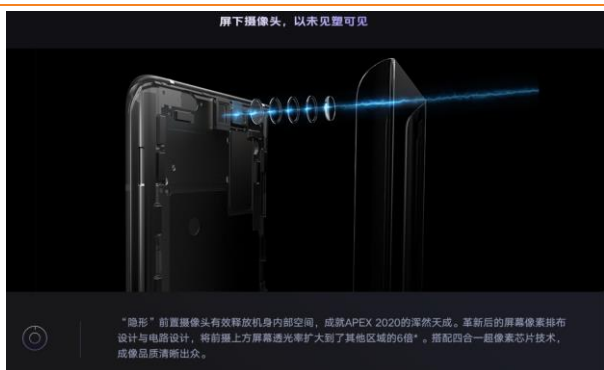 屏下摄像头，以未见塑可见
“隐形”前置摄像头有效释放机身内部空间，成就APEX 2020的浑然天成。革新后的屏幕像素排布
设计与电路设计，将前摄上方屏幕透光率扩大到了其他区域的6倍*。搭配四合一超像素芯片技术，
成像品质清晰出众。